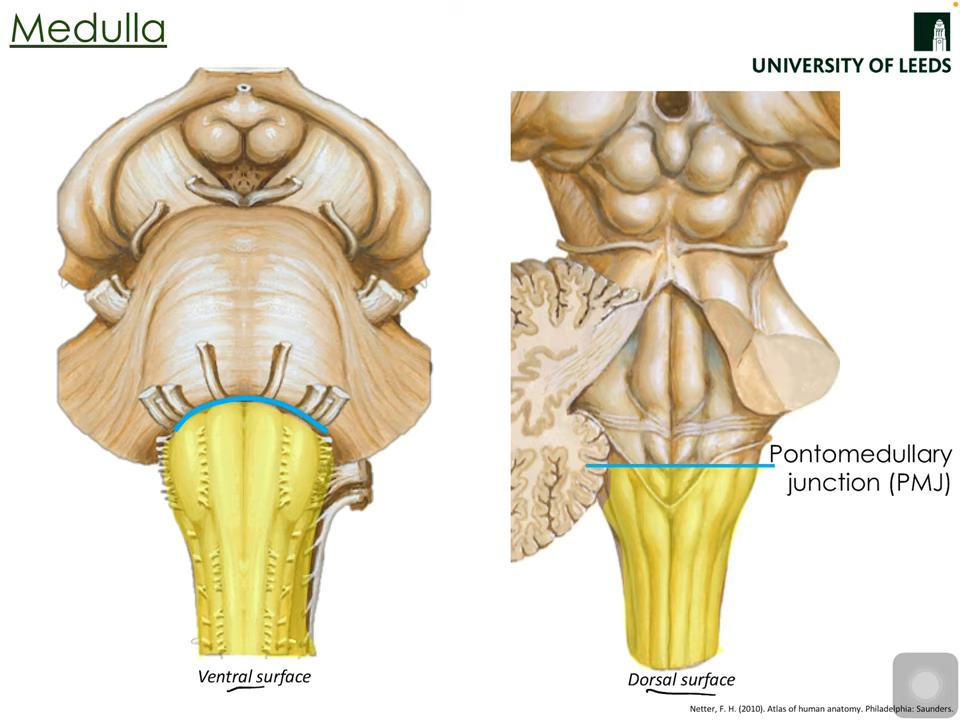 Medulla
UNIVERSITY OF LEEDS
Pontomedullary
junction (PMJ)
Ventral surface
Dorsal surface
Netter, F. H. (2010). Atlas of human anatomy. Philadelphia: Saunders.